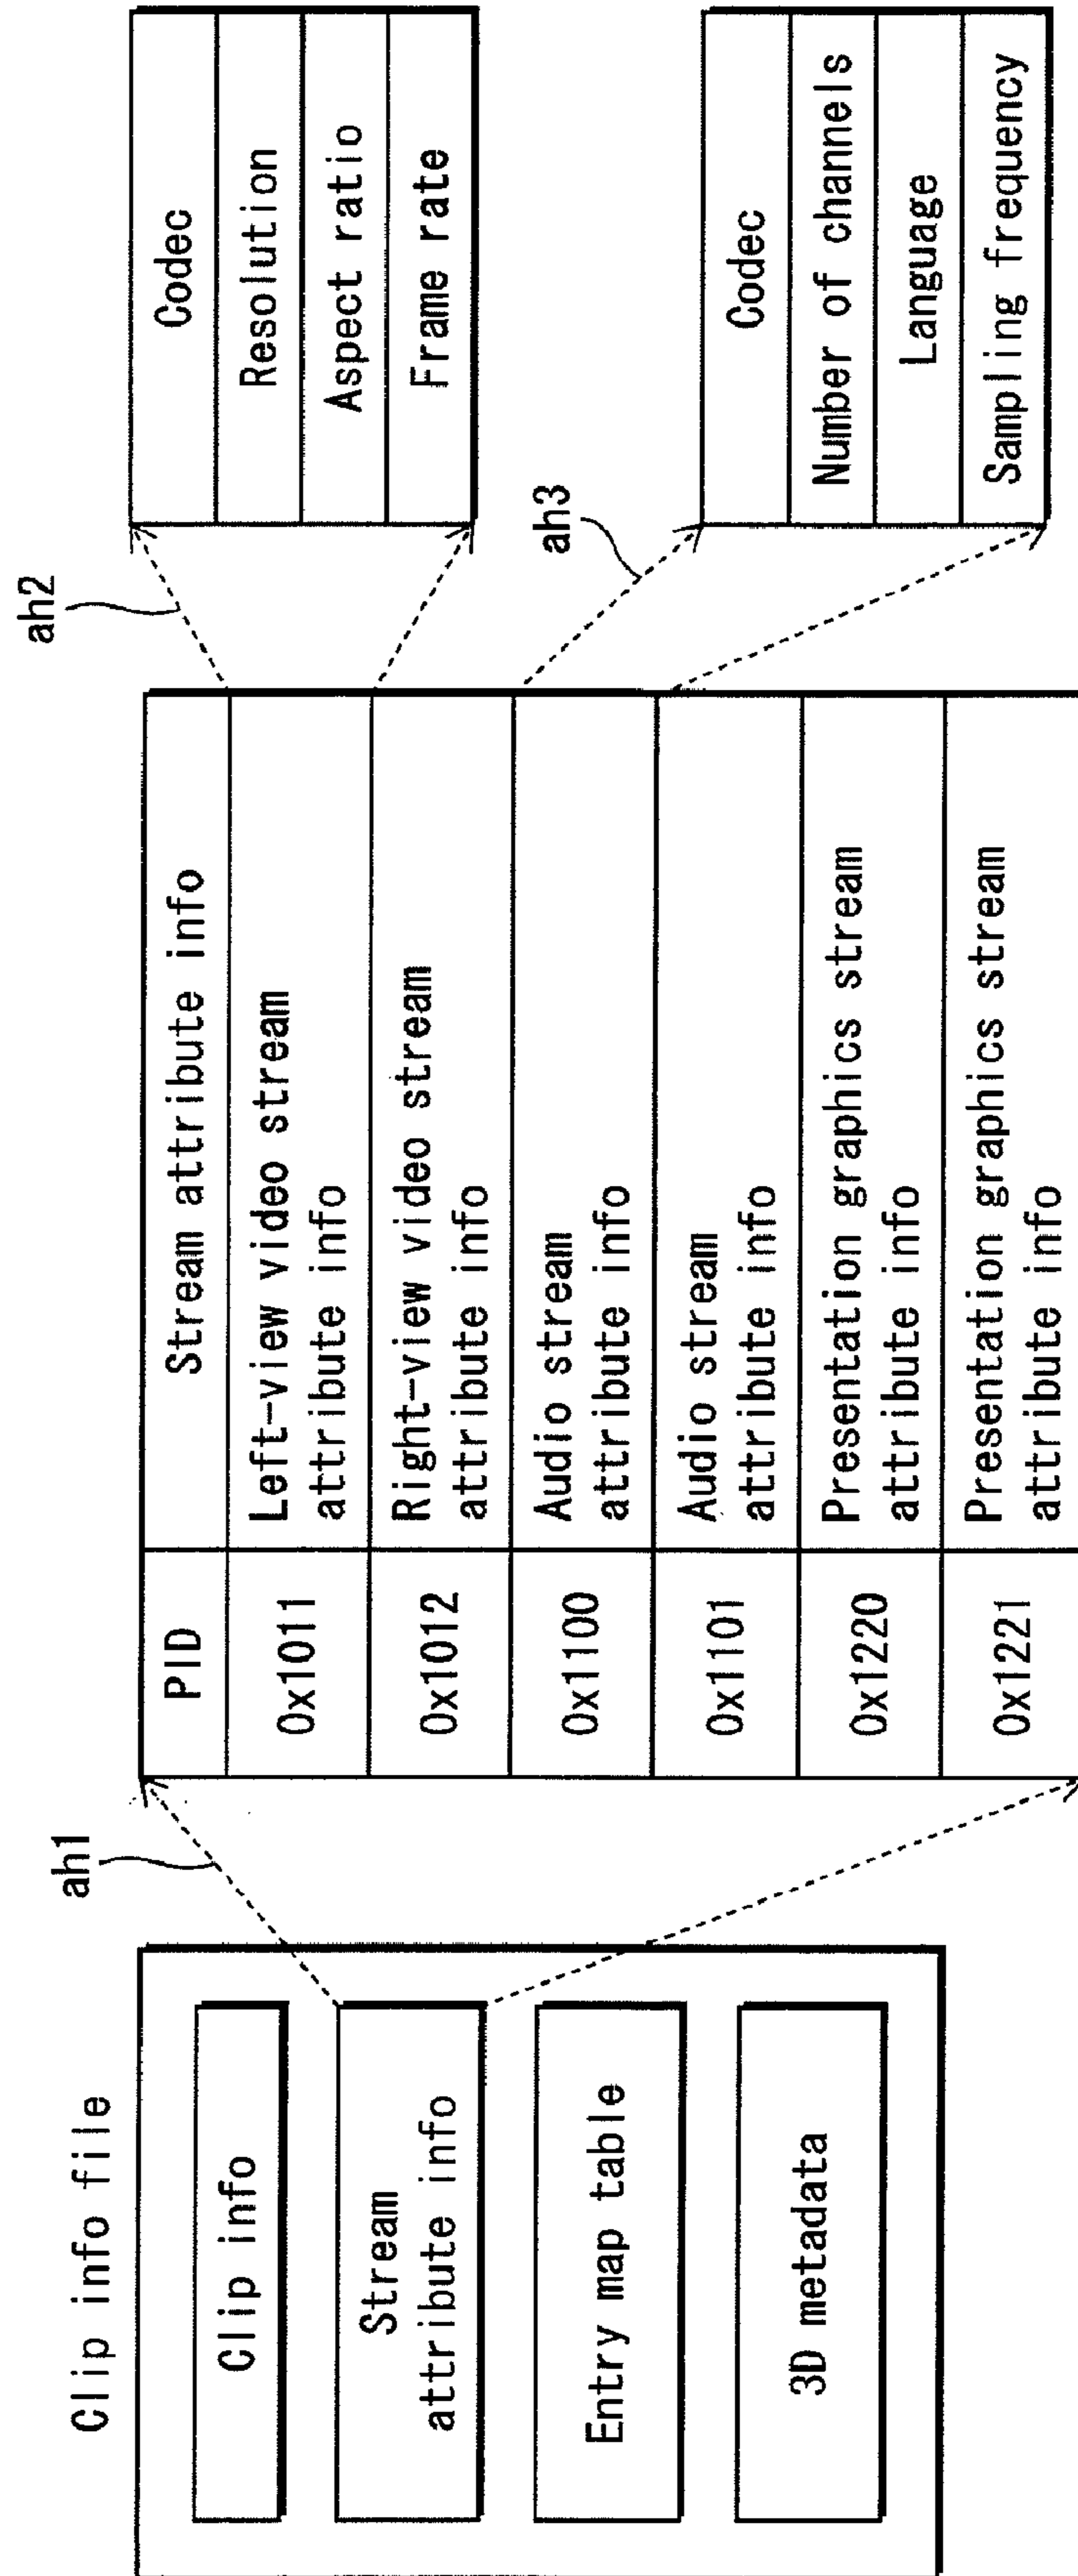 Clip info file
Clip info
Stream
attribute info
Entry map table
3D metadata
ah1
PID
Stream attribute info
0x1011
Left-view video stream
attribute info
0x1012
Right-view video stream
attribute info
0x1100
Audio stream
attribute info
0x1101
Audio stream
attribute info
0x1220
Presentation graphics stream
attribute info
0x1221
Presentation graphics stream
attribute info
ah2
Codec
Resolution
Aspect ratio
Frame rate
ah3
Codec
Number of channels
Language
Sampling frequency